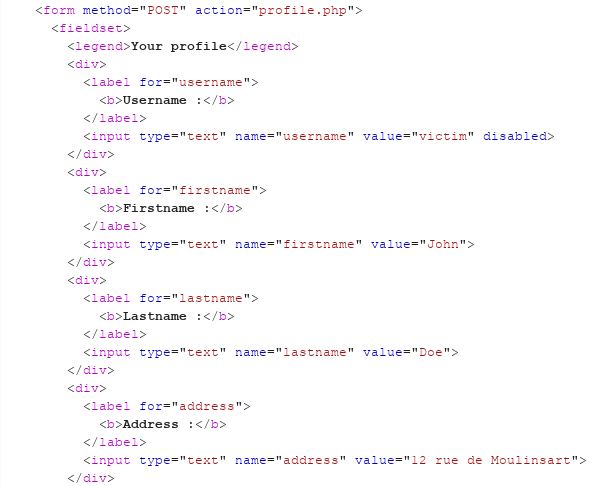 <form method="POST" action="profile.php">
<fieldset>
<legend>Your profile</legend>
<div>
<label for="username">
<b>Username :</b>
</label>
<input type="text" name="username" value="victim" disabled>
</div>
<div>
<label for="firstname">
<b>Firstname :</b>
</label>
<input type="text" name="firstname" value="John">
</div>
<div>
<label for="lastname">
<b>Lastname :</b>
</label>
<input type="text" name="lastname" value="Doe">
</div>
<div>
<label for="address">
<b>Address :</b>
</label>
<input type="text" name="address" value="12 rue de Moulinsart">
</div>